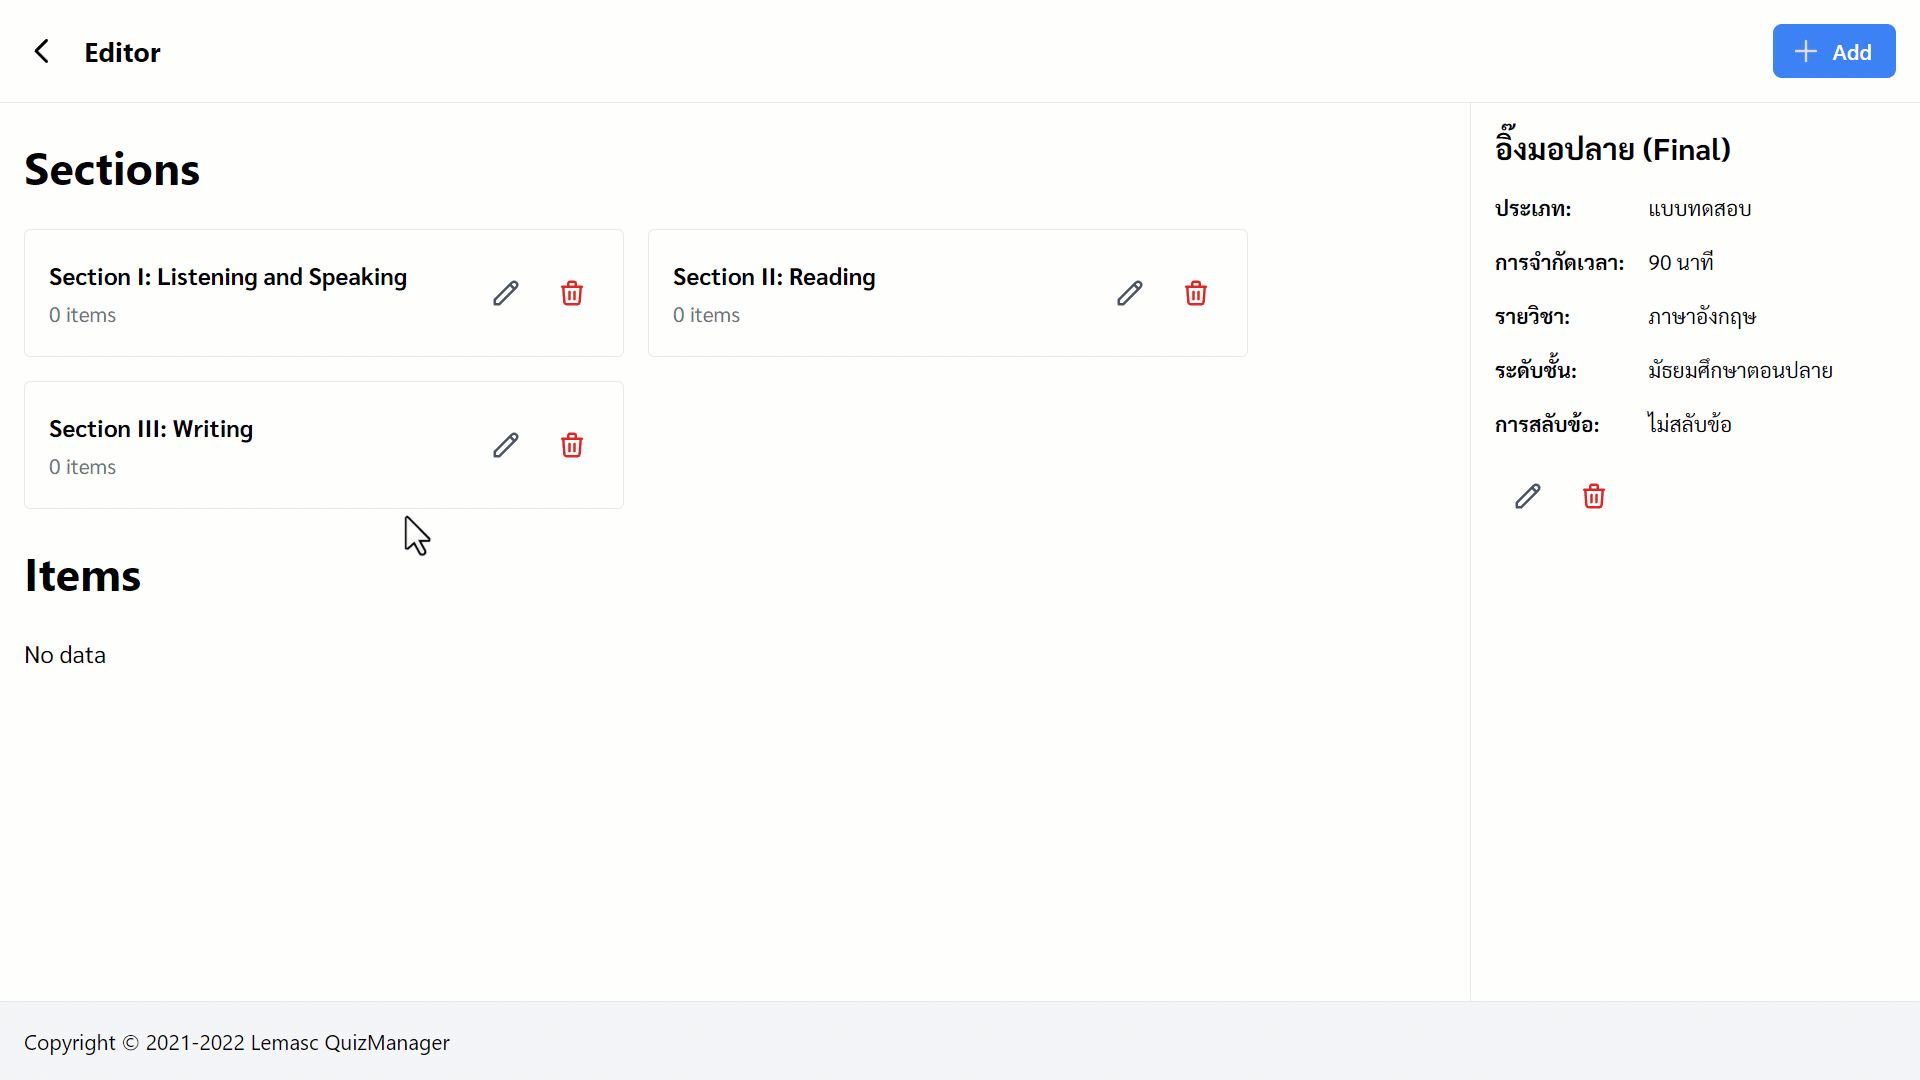 Editor
Add
Sections
Section I: Listening and Speaking
0 items
Section II: Reading
0 items
Section III: Writing
0 items
Items
No data
อิ๊งมอปลาย (Final)
ประเภท: แบบทดสอบ
การจำกัดเวลา: 90 นาที
รายวิชา: ภาษาอังกฤษ
ระดับชั้น: มัธยมศึกษาตอนปลาย
การสลับข้อ: ไม่สลับข้อ
Copyright © 2021-2022 Lemasc QuizManager